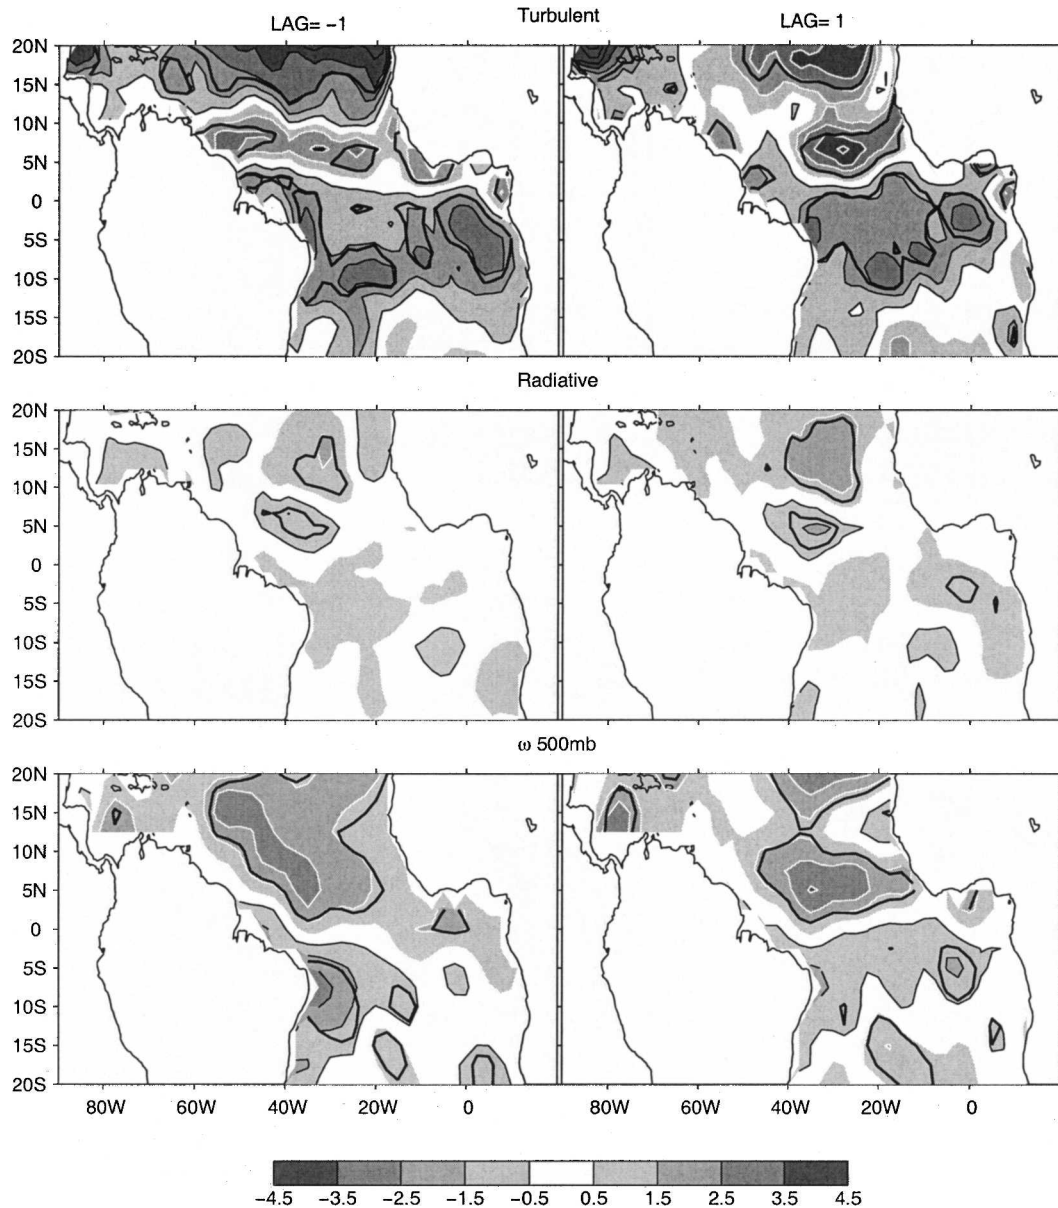 Turbulent
LAG= −1
LAG= 1
20N
15N
10N
5N
0
5S
10S
15S
20S
Radiative
20N
15N
10N
5N
0
5S
10S
15S
20S
ω 500mb
20N
15N
10N
5N
0
5S
10S
15S
20S
80W 60W 40W 20W 0 80W 60W 40W 20W 0
−4.5 −3.5 −2.5 −1.5 −0.5 0.5 1.5 2.5 3.5 4.5